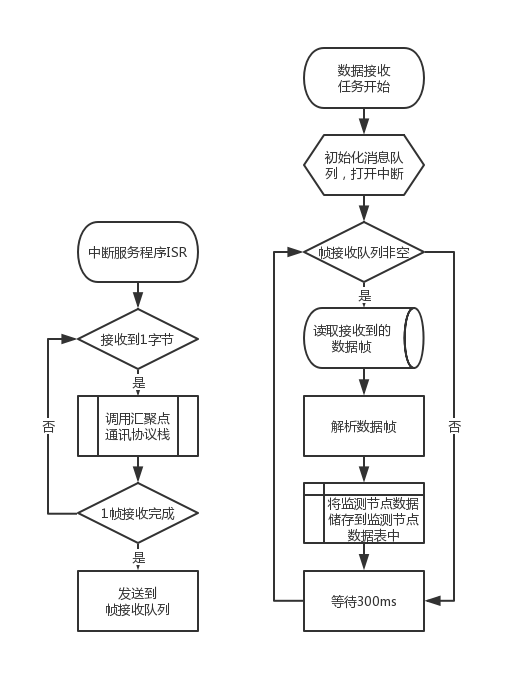 中断服务程序ISR
接收到1字节
是
调用汇聚点
通讯协议栈
否
1帧接收完成
是
发送到
帧接收队列
数据接收
任务开始
初始化消息队
列，打开中断
帧接收队列非空
是
读取接收到的
数据帧
解析数据帧
否
将监测节点数据
储存到监测节点
数据表中
等待300ms